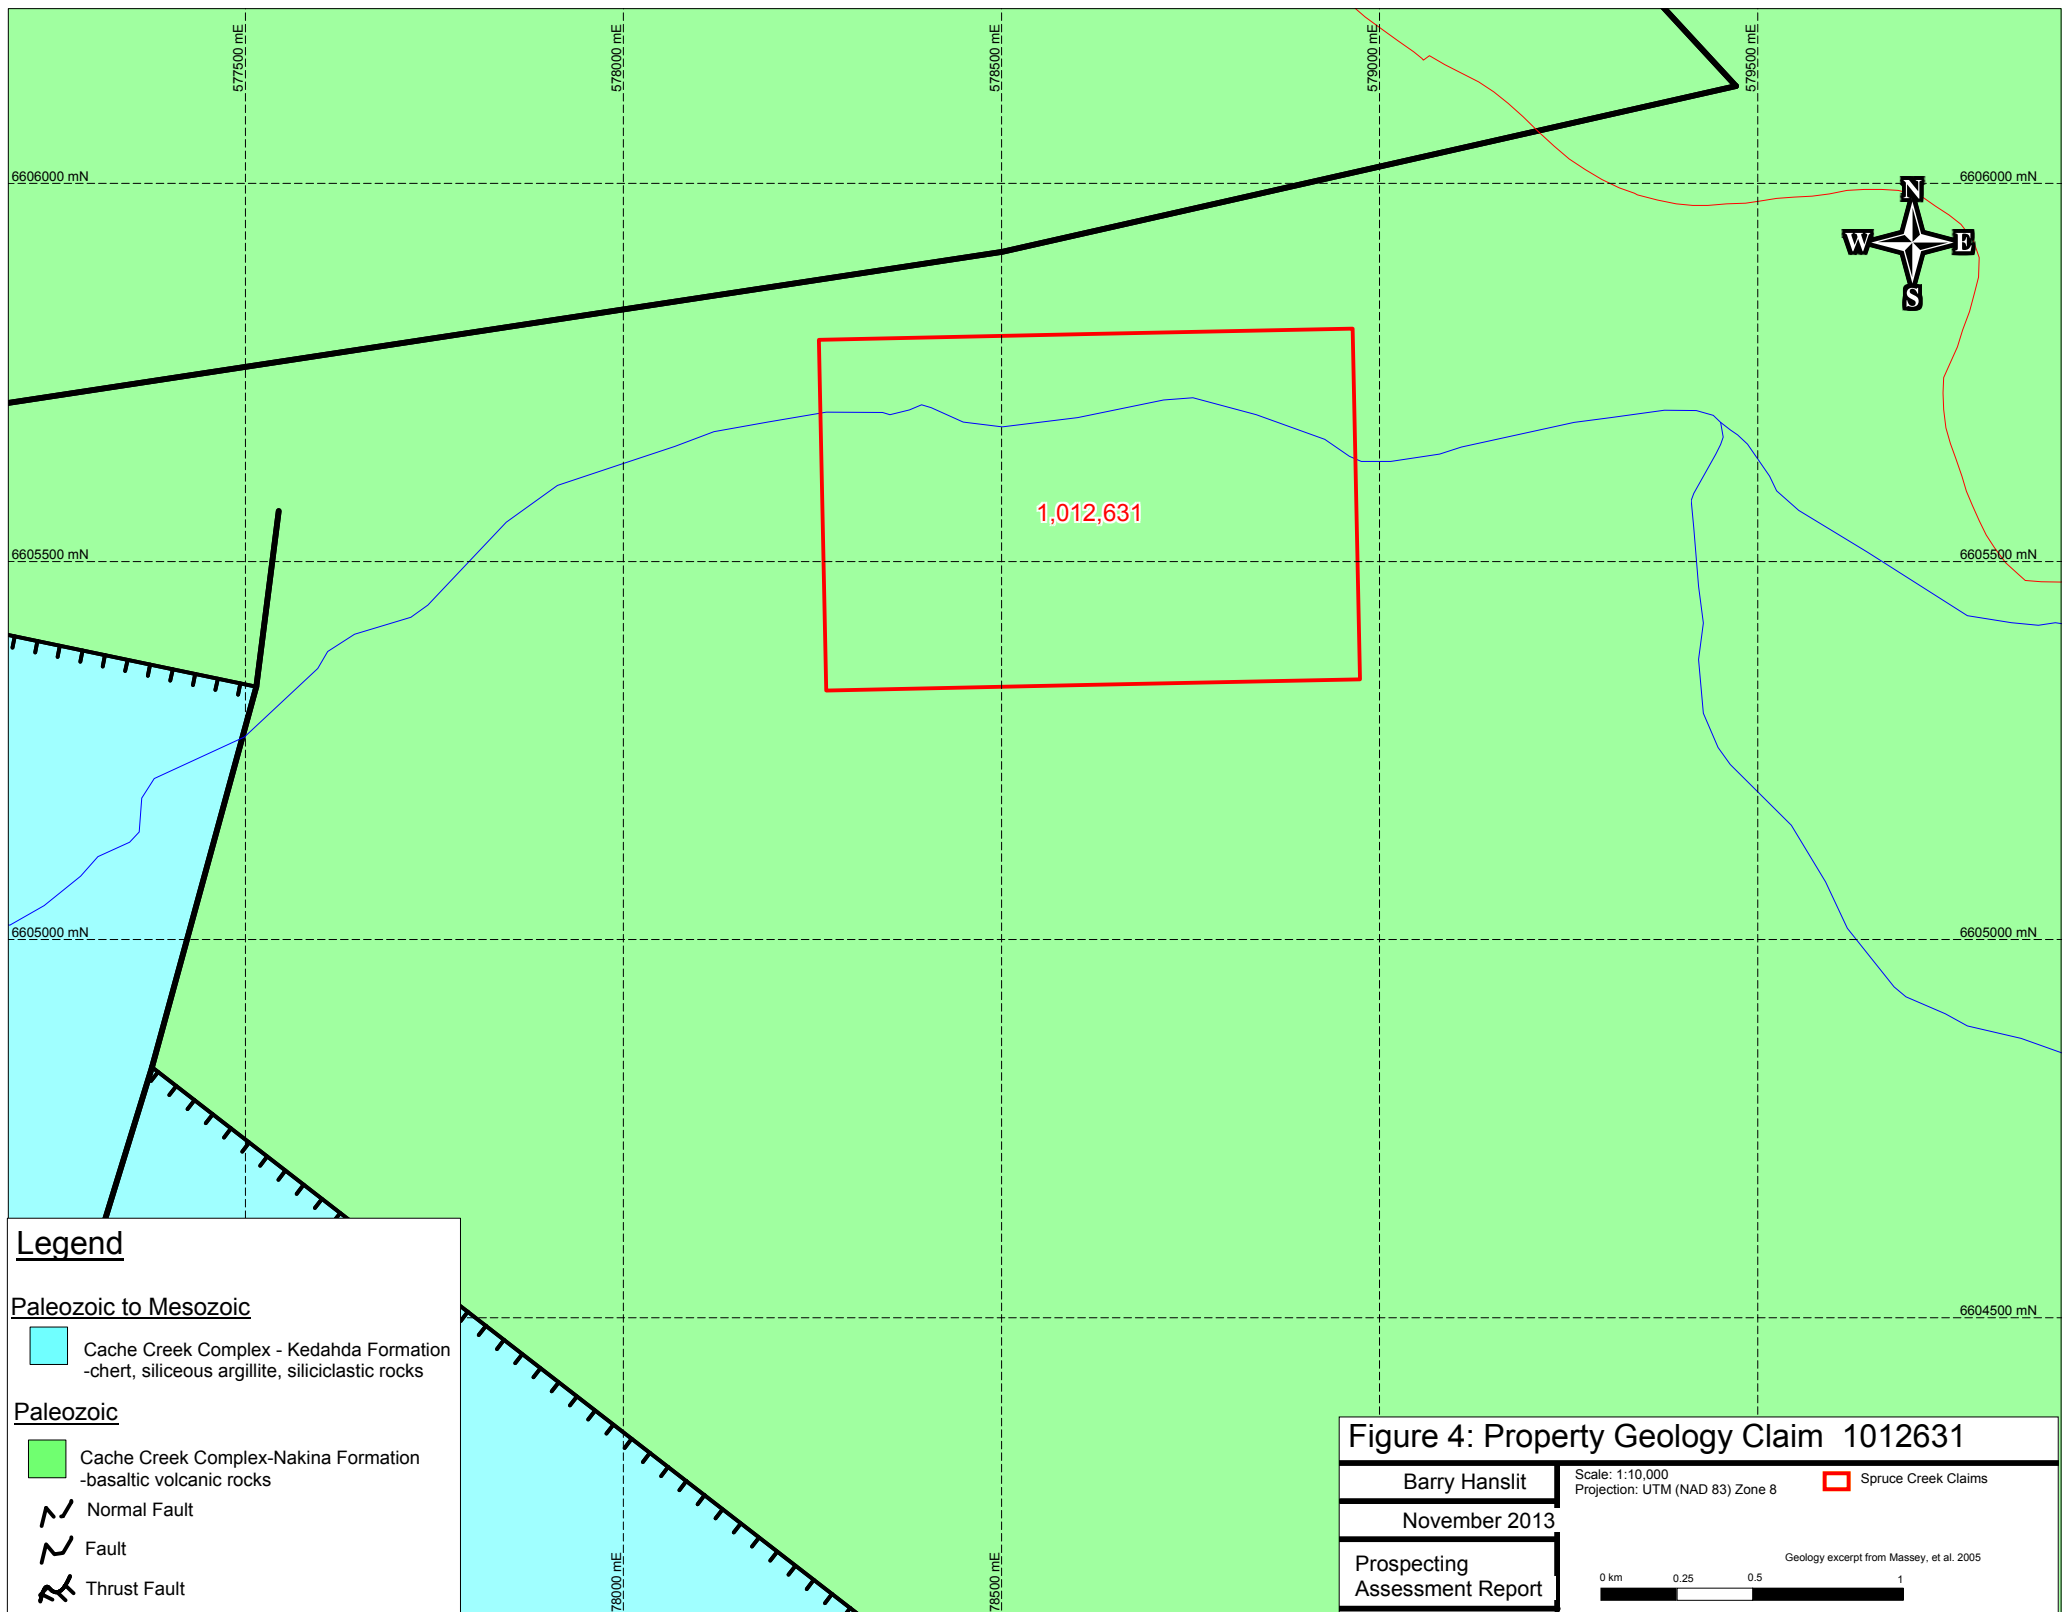 577500 mE
578000 mE
578500 mE
579000 mE
579500 mE
6606000 mN
6606000 mN
N
W E
S
1,012,631
6605500 mN
6605500 mN
6605000 mN
6605000 mN
6604500 mN
Legend
Paleozoic to Mesozoic
Cache Creek Complex - Kedahda Formation
-chert, siliceous argillite, siliciclastic rocks
Paleozoic
Cache Creek Complex-Nakina Formation
-basaltic volcanic rocks
Normal Fault
Fault
Thrust Fault
78000 mE
78500 mE
Figure 4: Property Geology Claim 1012631
Barry Hanslit
November 2013
Prospecting
Assessment Report
Scale: 1:10,000
Projection: UTM (NAD 83) Zone 8
Spruce Creek Claims
Geology excerpt from Massey, et al. 2005
0 km 0.25 0.5 1